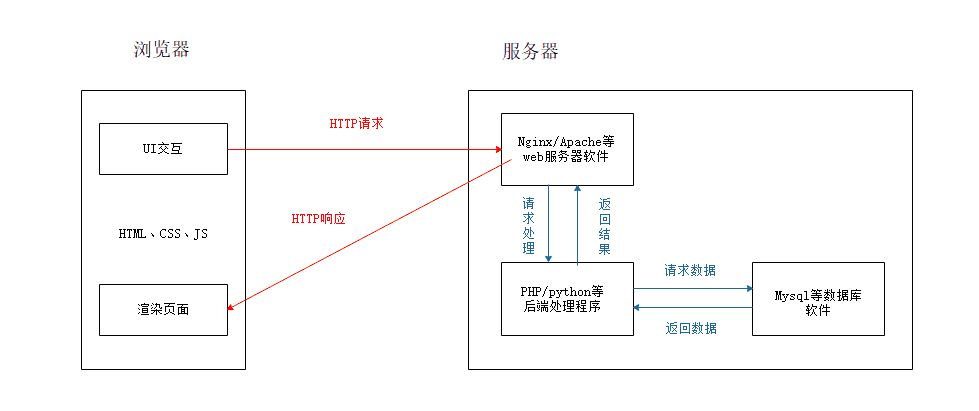 浏览器
服务器
HTTP请求
UI交互
Nginx/Apache等
web服务器软件
HTTP响应
请求处理
返回结果
HTML、CSS、JS
请求数据
渲染页面
PHP/python等
后端处理程序
Mysql等数据库
软件
返回数据